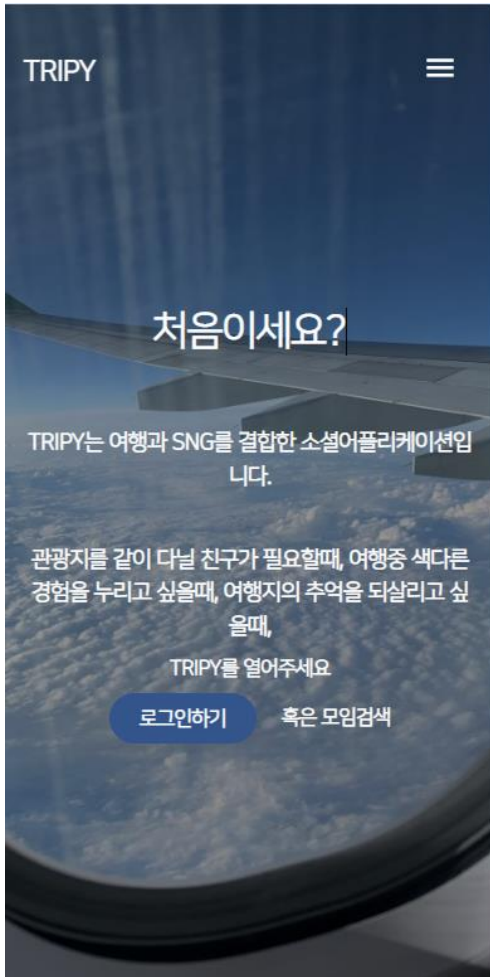 TRIPY
처음이세요?
TRIPY는 여행과 SNG를 결합한 소셜어플리케이션입
니다.
관광지를 같이 다닐 친구가 필요할때, 여행중 색다른
경험을 누리고 싶을때, 여행지의 추억을 되살리고 싶
을때,
TRIPY를 열어주세요
로그인하기 혹은 모임검색